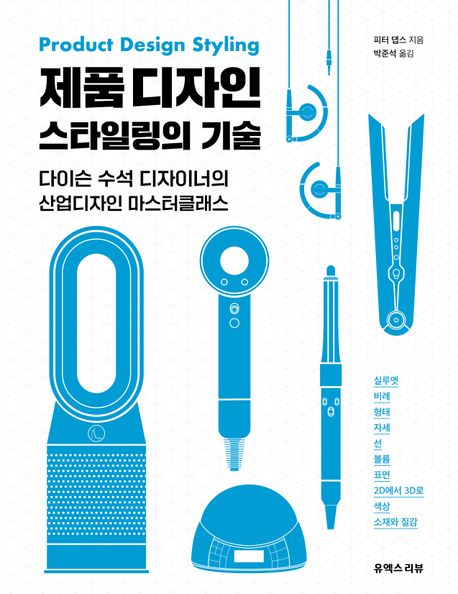 Product Design Styling
피터 댑스 지음
박준석 옮김
제품 디자인
스타일링의 기술
다이슨 수석 디자이너의
산업디자인 마스터클래스
실루엣
비례
형태
자세
선
볼륨
표면
2D에서 3D로
색상
소재와 질감
유엑스 리뷰